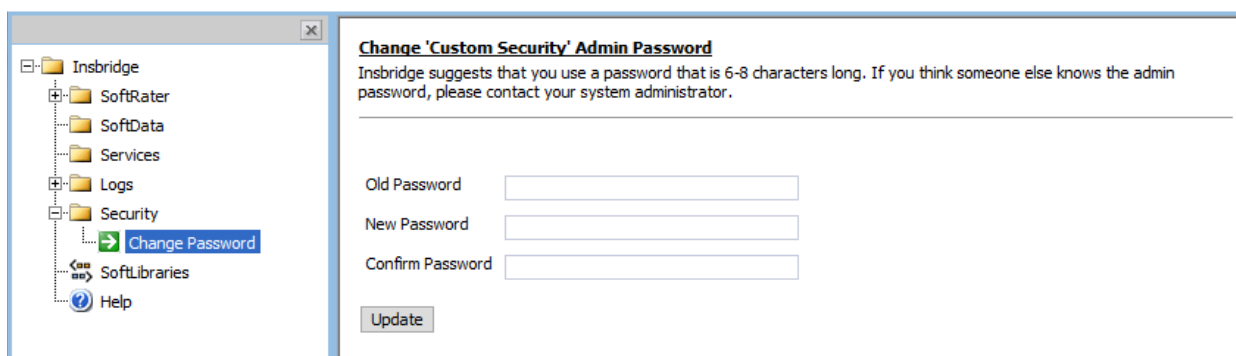 Insbridge
SoftRater
SoftData
Services
Logs
Security
Change Password
SoftLibraries
Help
Change 'Custom Security' Admin Password
Insbridge suggests that you use a password that is 6-8 characters long. If you think someone else knows the admin
password, please contact your system administrator.
Old Password
New Password
Confirm Password
Update